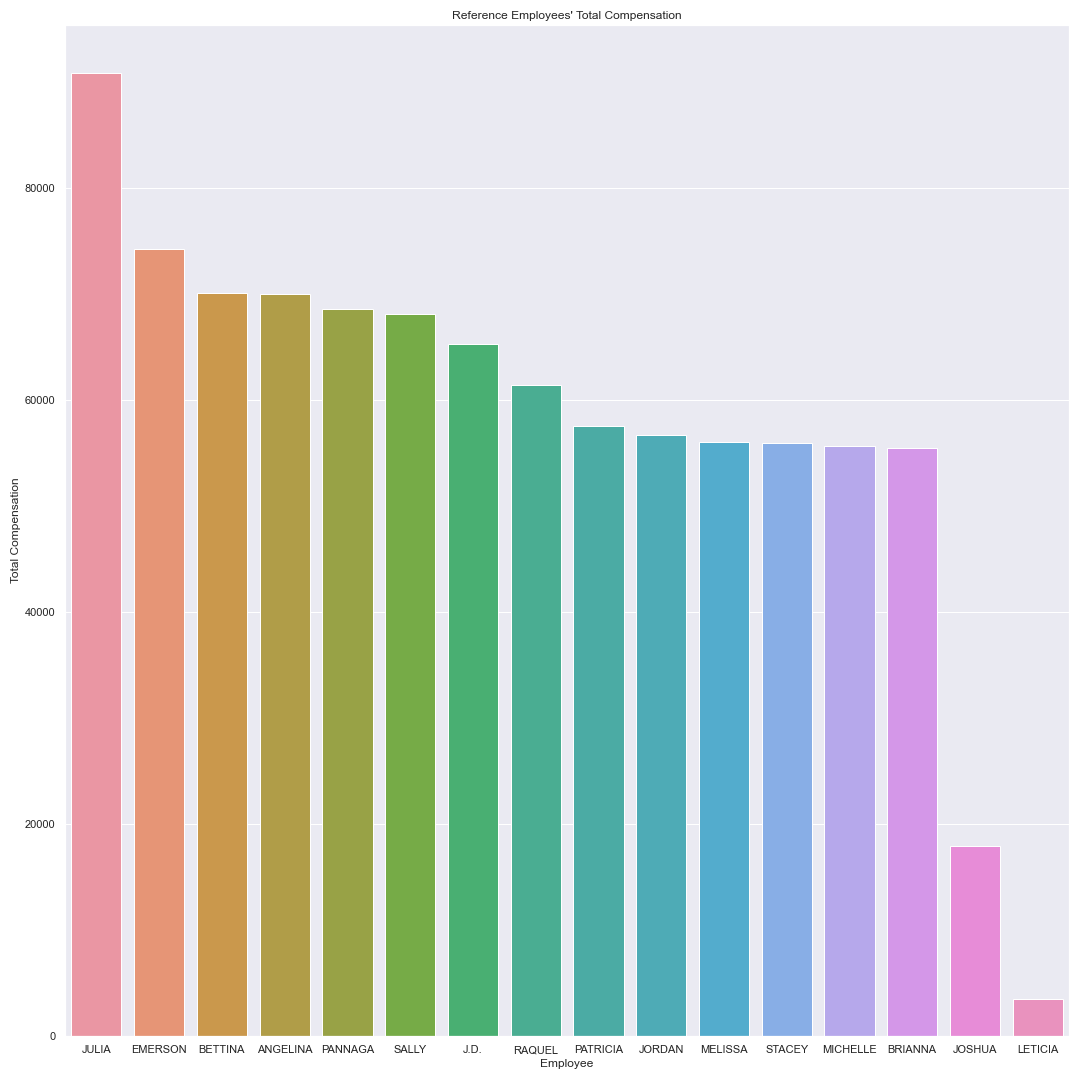 Reference Employees' Total Compensation
Total Compensation
80000
60000
40000
20000
0
JULIA EMERSON BETTINA ANGELINA PANNAGA SALLY J.D. RAQUEL PATRICIA JORDAN MELISSA STACEY MICHELLE BRIANNA JOSHUA LETICIA
Employee